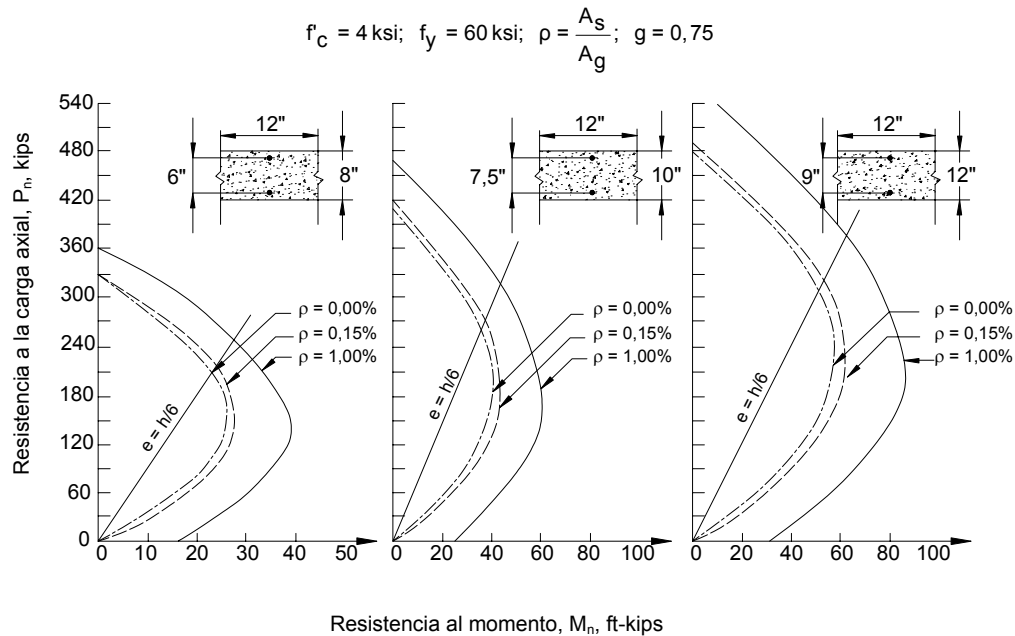 f'c = 4 ksi; fy = 60 ksi; ρ = As / Ag; g = 0,75
Resistencia a la carga axial, Pn, kips
540
480
420
360
300
240
180
120
60
0
12"
6"
8"
ρ = 0,00%
ρ = 0,15%
ρ = 1,00%
e = h/6
0 10 20 30 40 50
12"
7,5"
10"
ρ = 0,00%
ρ = 0,15%
ρ = 1,00%
e = h/6
0 20 40 60 80 100
12"
9"
12"
ρ = 0,00%
ρ = 0,15%
ρ = 1,00%
e = h/6
0 20 40 60 80 100
Resistencia al momento, Mn, ft-kips